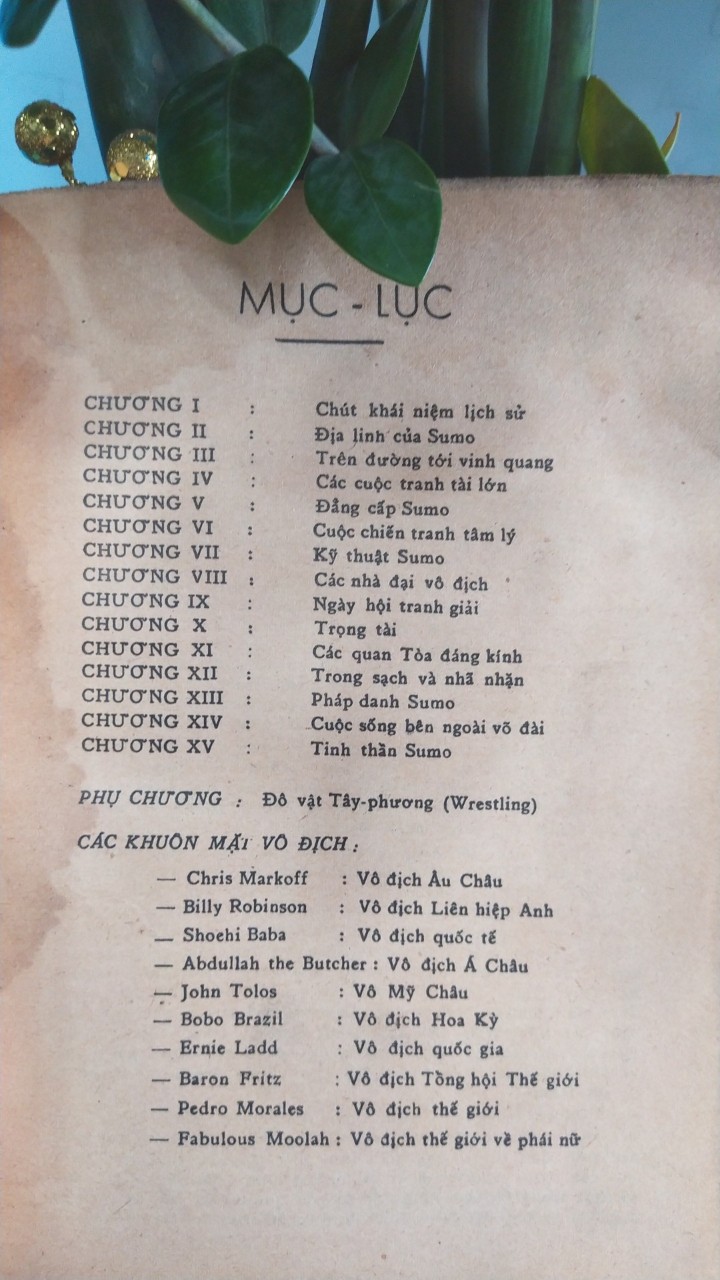 MỤC - LỤC
CHƯƠNG I : Chút khái niệm lịch sử
CHƯƠNG II : Địa linh của Sumo
CHƯƠNG III : Trên đường tới vinh quang
CHƯƠNG IV : Các cuộc tranh tài lớn
CHƯƠNG V : Đẳng cấp Sumo
CHƯƠNG VI : Cuộc chiến tranh tâm lý
CHƯƠNG VII : Kỹ thuật Sumo
CHƯƠNG VIII : Các nhà đại vô địch
CHƯƠNG IX : Ngày hội tranh giải
CHƯƠNG X : Trọng tài
CHƯƠNG XI : Các quan Tòa đáng kính
CHƯƠNG XII : Trong sạch và nhã nhặn
CHƯƠNG XIII : Pháp danh Sumo
CHƯƠNG XIV : Cuộc sống bên ngoài võ đài
CHƯƠNG XV : Tinh thần Sumo
PHỤ CHƯƠNG : Đô vật Tây-phương (Wrestling)
CÁC KHUÔN MẶT VÔ ĐỊCH :
— Chris Markoff : Vô địch Âu Châu
— Billy Robinson : Vô địch Liên hiệp Anh
— Shoehi Baba : Vô địch quốc tế
— Abdullah the Butcher : Vô địch Á Châu
— John Tolos : Vô Mỹ Châu
— Bobo Brazil : Vô địch Hoa Kỳ
— Ernie Ladd : Vô địch quốc gia
— Baron Fritz : Vô địch Tổng hội Thế giới
— Pedro Morales : Vô địch thế giới
— Fabulous Moolah : Vô địch thế giới về phái nữ